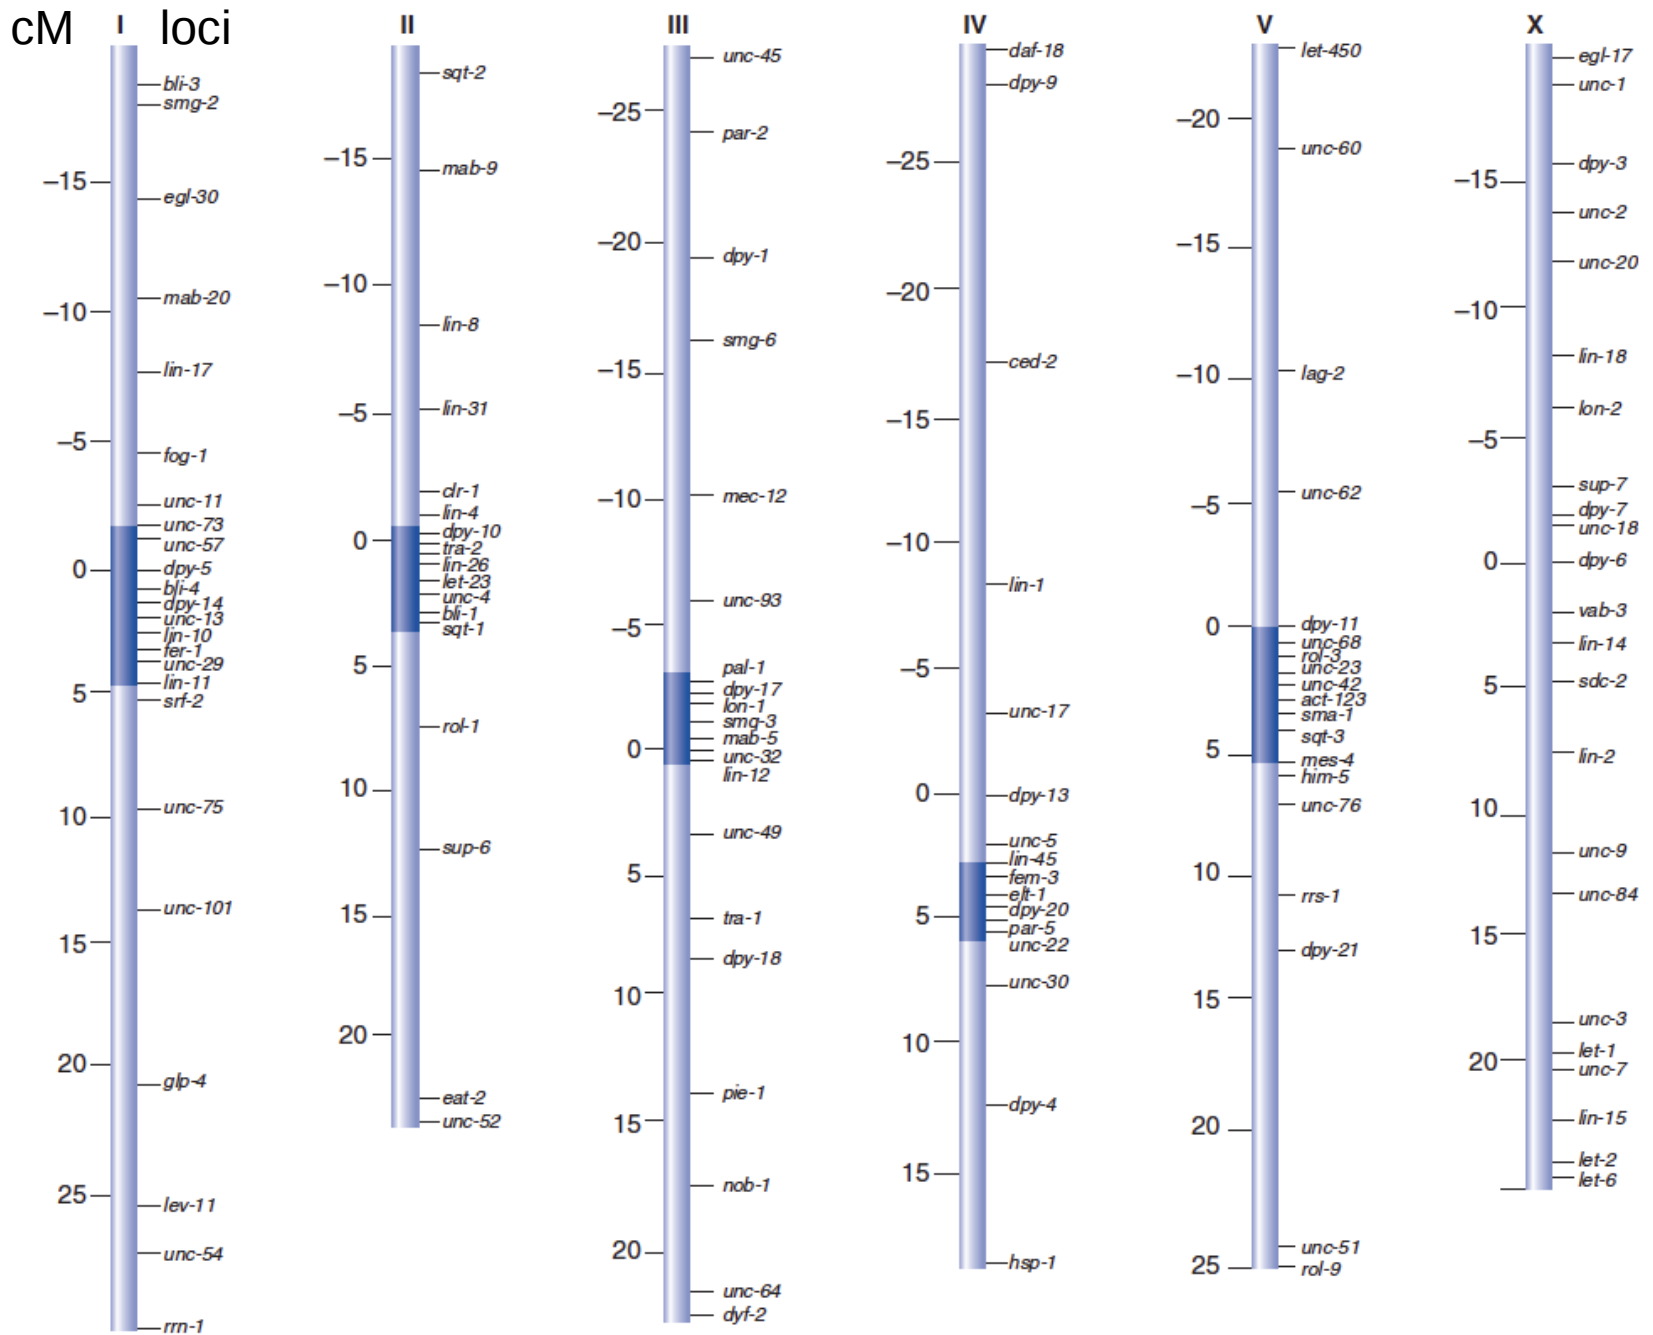 cM I loci
bli-3
smg-2
−15
egl-30
mab-20
−10
lin-17
−5
fog-1
unc-11
unc-73
unc-57
0
dpy-5
bli-4
dpy-14
unc-13
lin-10
fer-1
unc-29
lin-11
5
srf-2
unc-75
10
unc-101
15
20
glp-4
25
lev-11
unc-54
rrn-1
II
sqt-2
−15
mab-9
−10
lin-8
−5
lin-31
clr-1
lin-4
dpy-10
0
tra-2
lin-26
let-23
unc-4
bli-1
sqt-1
5
rol-1
10
sup-6
15
20
eat-2
unc-52
III
unc-45
−25
par-2
−20
dpy-1
smg-6
−15
−10
mec-12
unc-93
−5
pal-1
dpy-17
lon-1
smg-3
mab-5
0
unc-32
lin-12
unc-49
5
tra-1
dpy-18
10
pie-1
15
nob-1
20
unc-64
dyf-2
IV
daf-18
dpy-9
−25
−20
ced-2
−15
−10
lin-1
−5
unc-17
0
dpy-13
unc-5
lin-45
fem-3
elt-1
dpy-20
5
par-5
unc-22
unc-30
10
dpy-4
15
hsp-1
V
let-450
−20
unc-60
−15
−10
lag-2
unc-62
−5
0
dpy-11
unc-68
rol-3
unc-23
unc-42
act-123
sma-1
sqt-3
5
mes-4
him-5
unc-76
10
rrs-1
dpy-21
15
20
unc-51
25
rol-9
X
egl-17
unc-1
dpy-3
−15
unc-2
unc-20
−10
lin-18
lon-2
−5
sup-7
dpy-7
unc-18
0
dpy-6
vab-3
lin-14
sdc-2
5
lin-2
10
unc-9
unc-84
15
unc-3
let-1
20
unc-7
lin-15
let-2
let-6